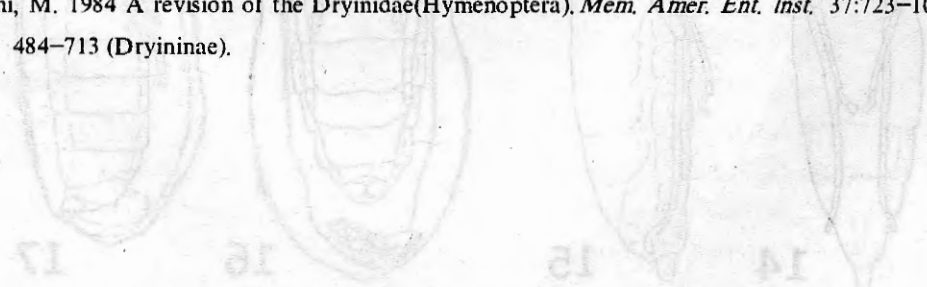 ni, M. 1984 A revision of the Dryinidae(Hymenoptera). Mem. Amer. Ent. Inst. 37:723–10
484–713 (Dryininae).
17 16 15 14